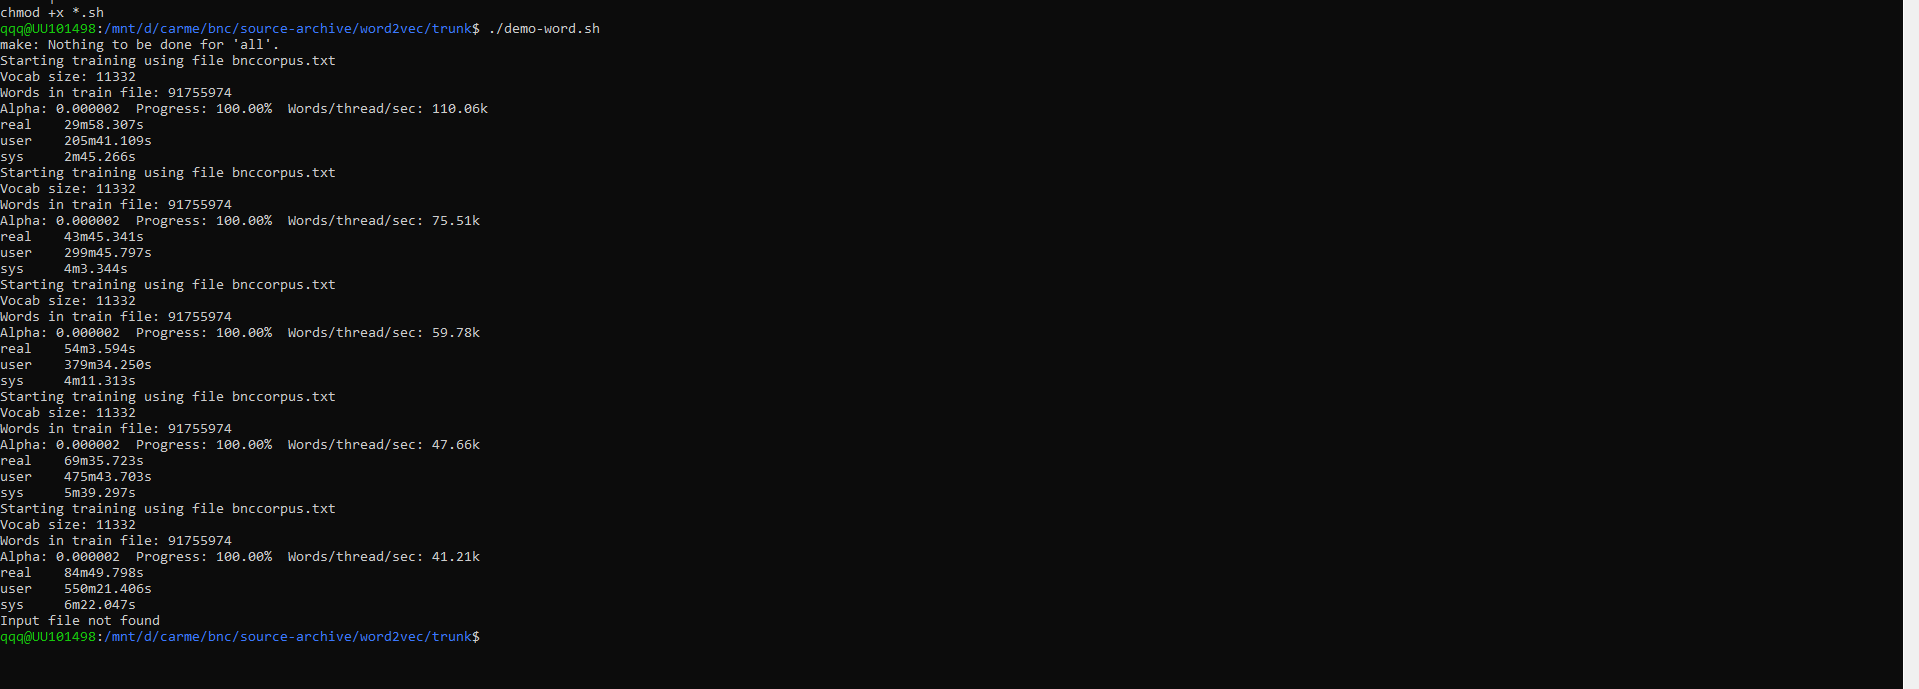 chmod +x *.sh
qqq@UU101498:/mnt/d/carme/bnc/source-archive/word2vec/trunk$ ./demo-word.sh
make: Nothing to be done for 'all'.
Starting training using file bnccorpus.txt
Vocab size: 11332
Words in train file: 91755974
Alpha: 0.000002  Progress: 100.00%  Words/thread/sec: 110.06k
real    29m58.307s
user    205m41.109s
sys     2m45.266s
Starting training using file bnccorpus.txt
Vocab size: 11332
Words in train file: 91755974
Alpha: 0.000002  Progress: 100.00%  Words/thread/sec: 75.51k
real    43m45.341s
user    299m45.797s
sys     4m3.344s
Starting training using file bnccorpus.txt
Vocab size: 11332
Words in train file: 91755974
Alpha: 0.000002  Progress: 100.00%  Words/thread/sec: 59.78k
real    54m3.594s
user    379m34.250s
sys     4m11.313s
Starting training using file bnccorpus.txt
Vocab size: 11332
Words in train file: 91755974
Alpha: 0.000002  Progress: 100.00%  Words/thread/sec: 47.66k
real    69m35.723s
user    475m43.703s
sys     5m39.297s
Starting training using file bnccorpus.txt
Vocab size: 11332
Words in train file: 91755974
Alpha: 0.000002  Progress: 100.00%  Words/thread/sec: 41.21k
real    84m49.798s
user    550m21.406s
sys     6m22.047s
Input file not found
qqq@UU101498:/mnt/d/carme/bnc/source-archive/word2vec/trunk$